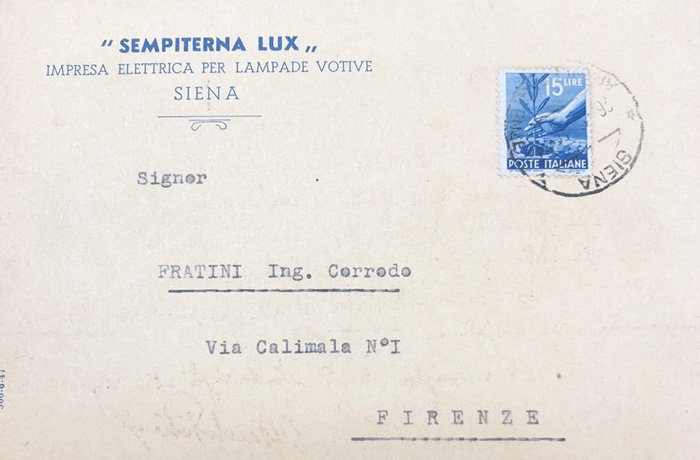 "SEMPITERNA LUX„
IMPRESA ELETTRICA PER LAMPADE VOTIVE
SIENA
15 LIRE
POSTE ITALIANE
SIENA
Signor
FRATINI Ing. Corrado
Via Calimala N°I
FIRENZE